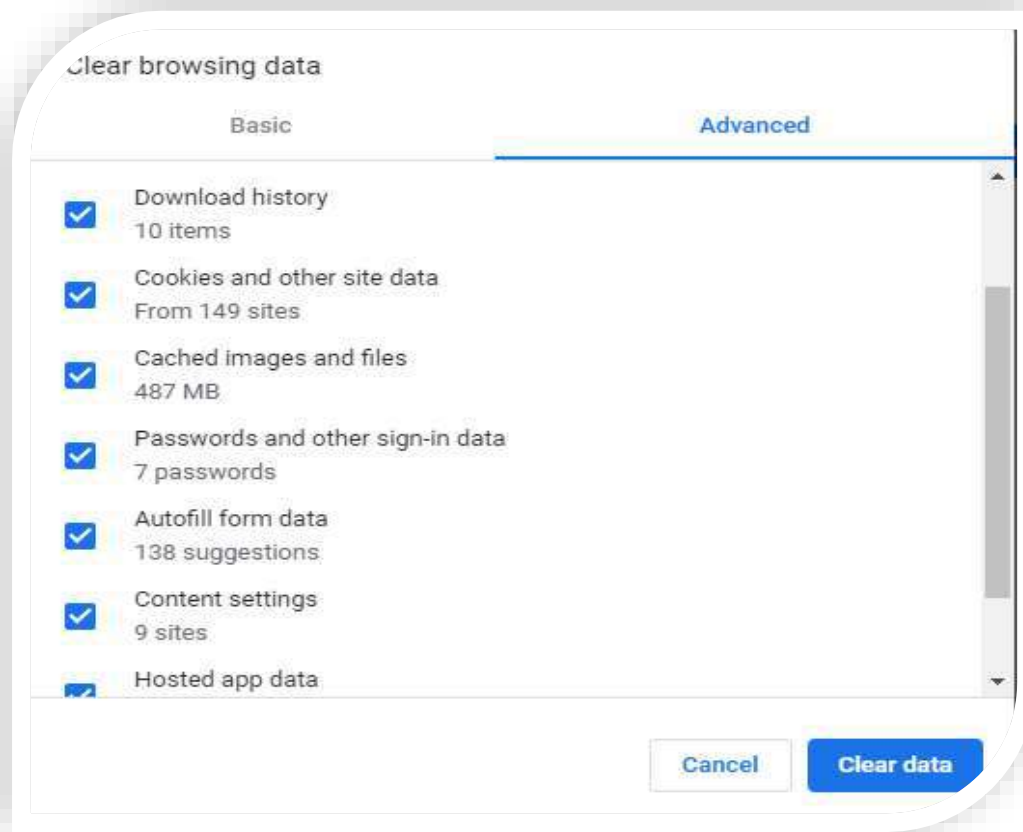 Clear browsing data
Basic Advanced
Download history
10 items
Cookies and other site data
From 149 sites
Cached images and files
487 MB
Passwords and other sign-in data
7 passwords
Autofill form data
138 suggestions
Content settings
9 sites
Hosted app data
Cancel Clear data